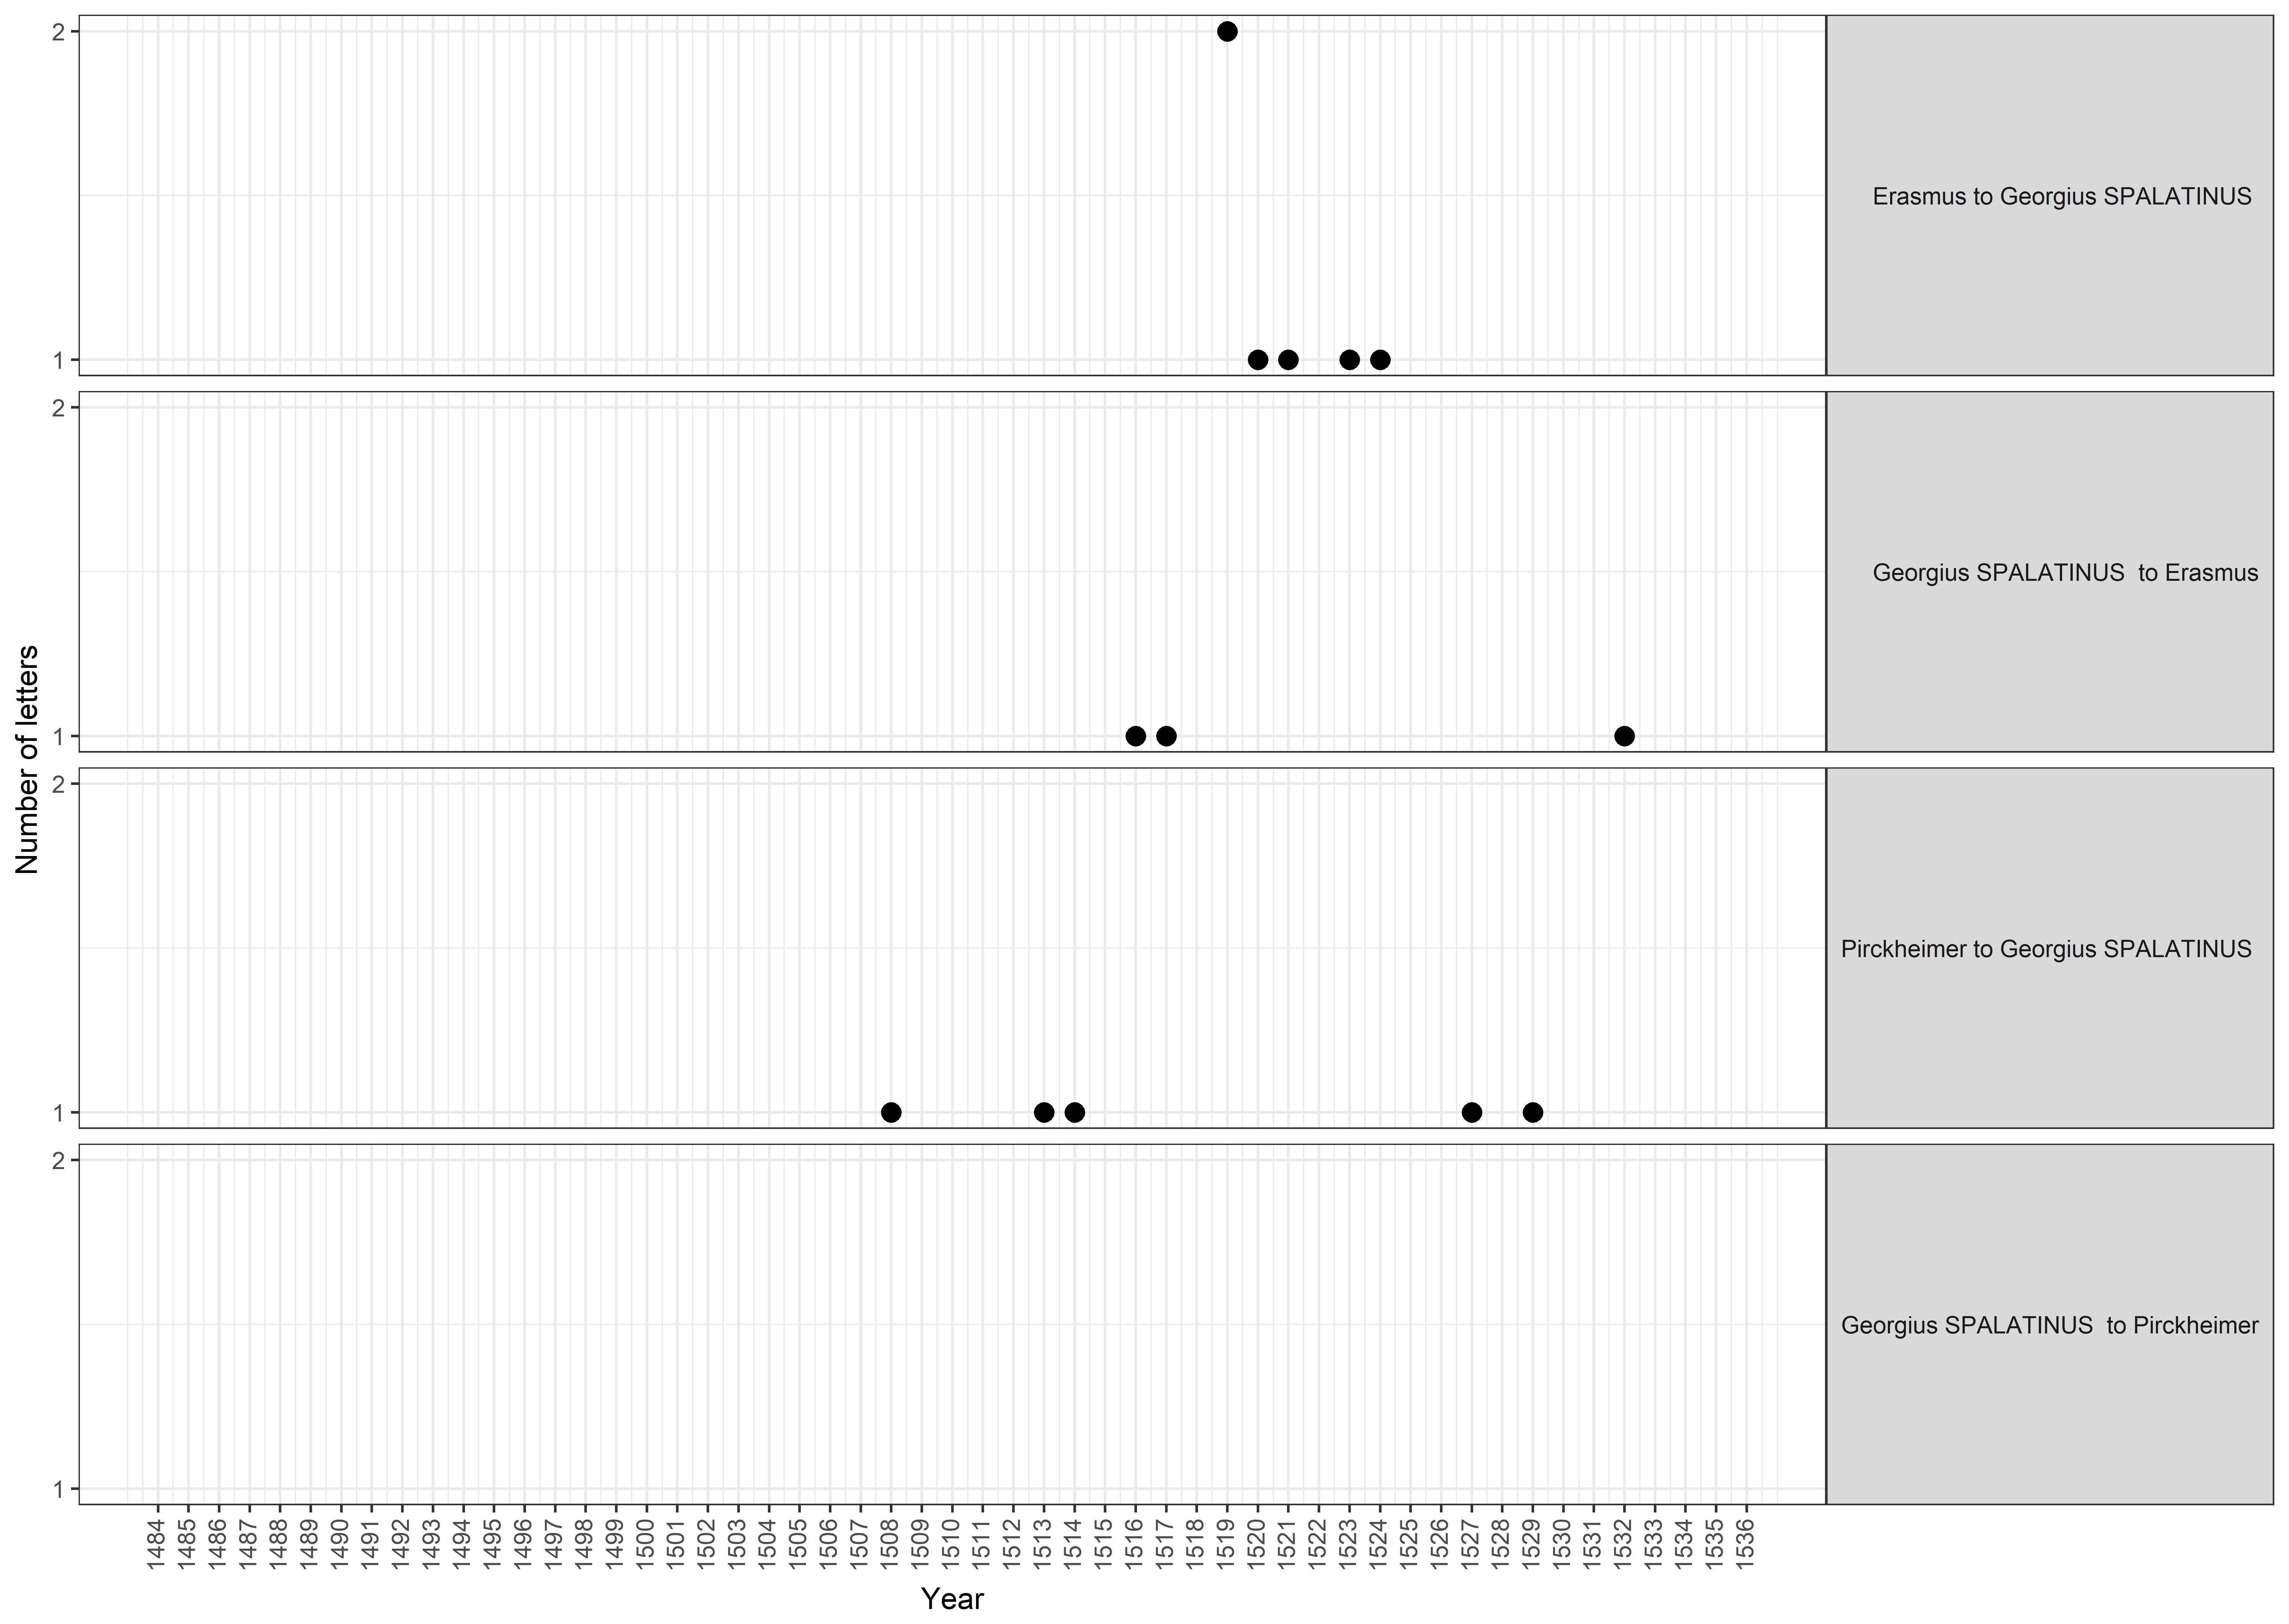 Number of letters
2
1
Erasmus to Georgius SPALATINUS
2
1
Georgius SPALATINUS  to Erasmus
2
1
Pirckheimer to Georgius SPALATINUS
2
1
Georgius SPALATINUS  to Pirckheimer
1484 1485 1486 1487 1488 1489 1490 1491 1492 1493 1494 1495 1496 1497 1498 1499 1500 1501 1502 1503 1504 1505 1506 1507 1508 1509 1510 1511 1512 1513 1514 1515 1516 1517 1518 1519 1520 1521 1522 1523 1524 1525 1526 1527 1528 1529 1530 1531 1532 1533 1534 1535 1536
Year